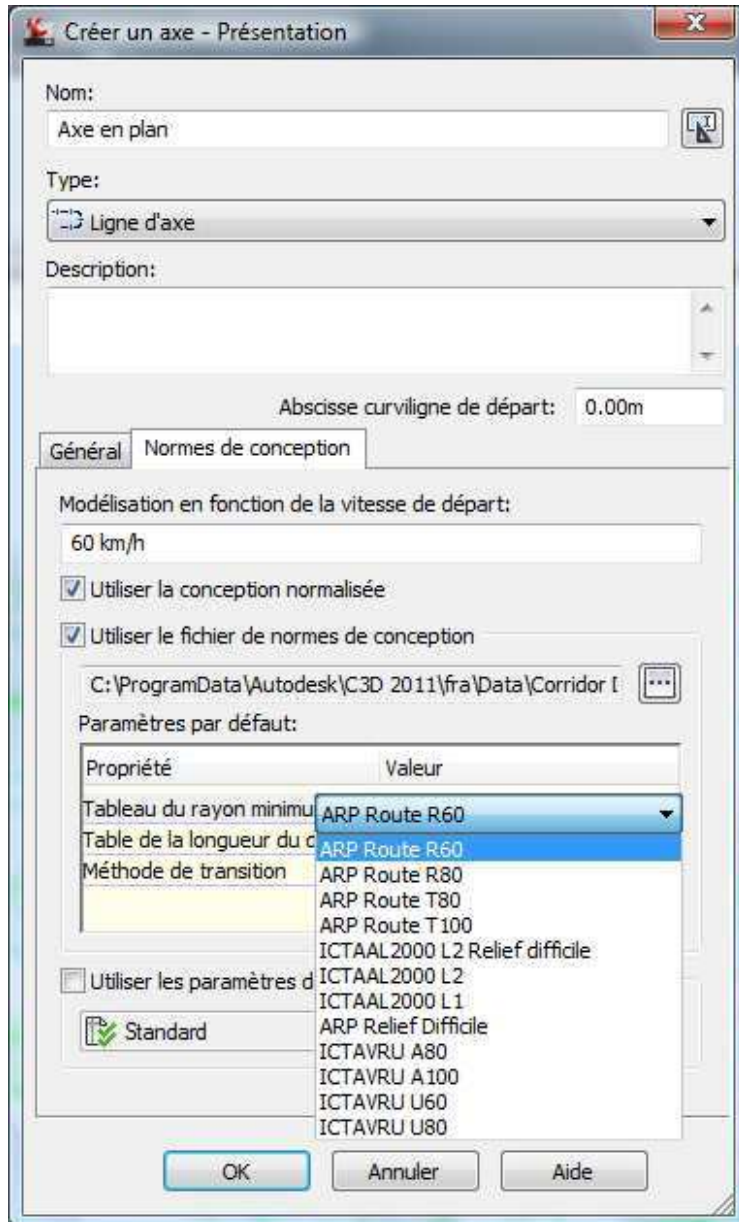 Créer un axe - Présentation
Nom:
Axe en plan
Type:
Ligne d'axe
Description:
Abscisse curviligne de départ: 0.00m
Général Normes de conception
Modélisation en fonction de la vitesse de départ:
60 km/h
Utiliser la conception normalisée
Utiliser le fichier de normes de conception
C:\ProgramData\Autodesk\C3D 2011\fra\Data\Corridor D
Paramètres par défaut:
Propriété Valeur
Tableau du rayon minimu ARP Route R60
Table de la longueur du c
Méthode de transition
ARP Route R60
ARP Route R80
ARP Route T80
ARP Route T100
ICTAAL2000 L2 Relief difficile
ICTAAL2000 L2
ICTAAL2000 L1
ARP Relief Difficile
ICTAVRU A80
ICTAVRU A100
ICTAVRU U60
ICTAVRU U80
Utiliser les paramètres d
Standard
OK Annuler Aide